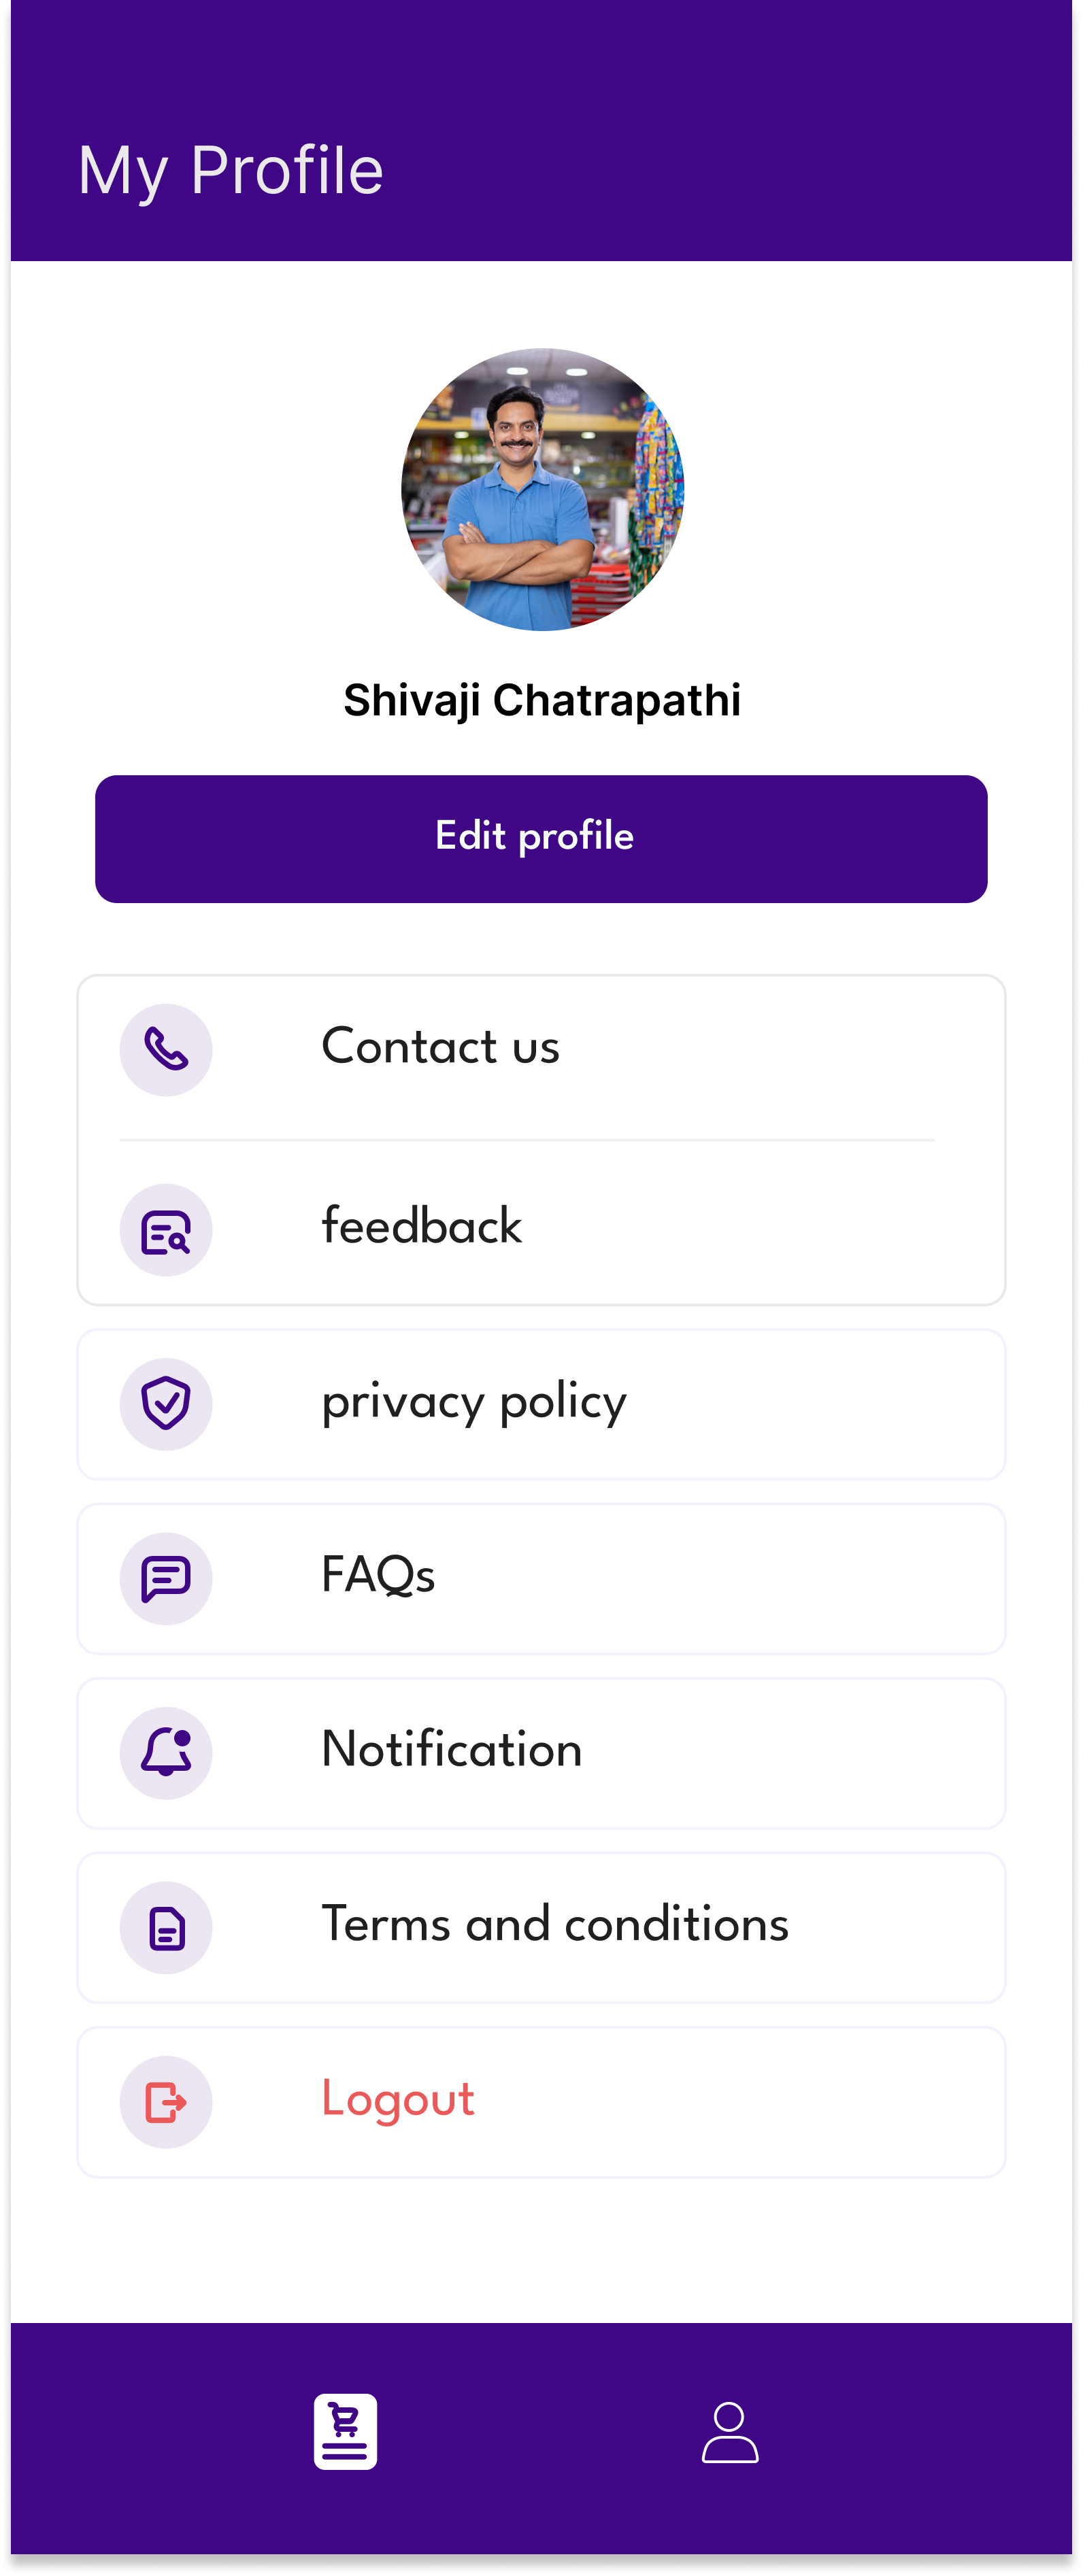 My Profile
Shivaji Chatrapathi
Edit profile
Contact us
feedback
privacy policy
FAQs
Notification
Terms and conditions
Logout